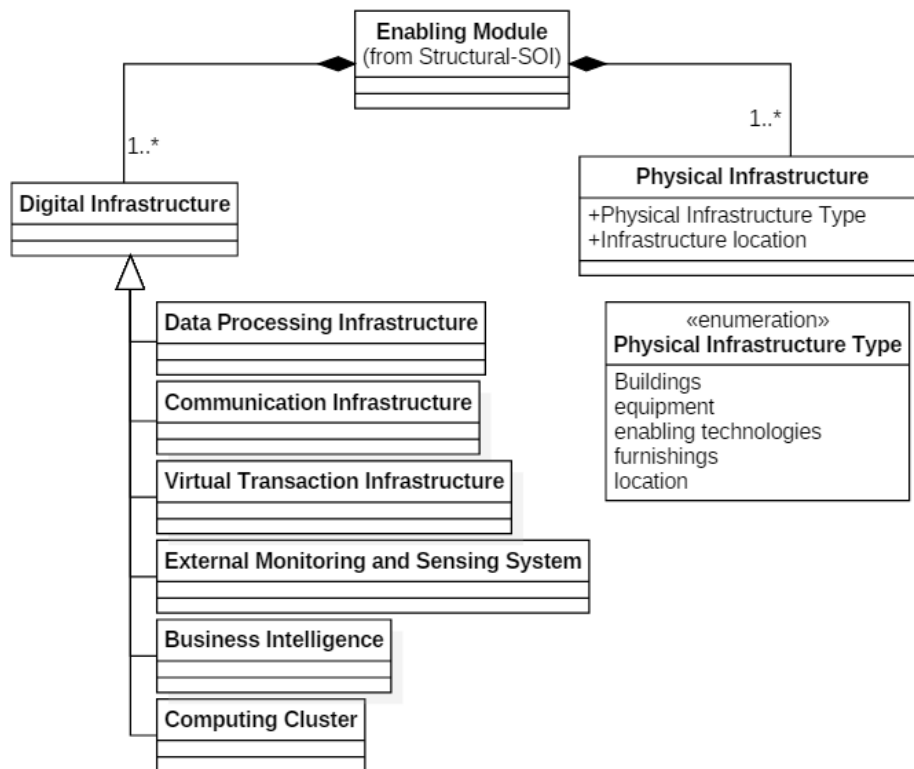 Enabling Module
(from Structural-SOI)
1..*
1..*
Digital Infrastructure
Physical Infrastructure
+Physical Infrastructure Type
+Infrastructure location
Data Processing Infrastructure
Communication Infrastructure
Virtual Transaction Infrastructure
External Monitoring and Sensing System
Business Intelligence
Computing Cluster
«enumeration»
Physical Infrastructure Type
Buildings
equipment
enabling technologies
furnishings
location